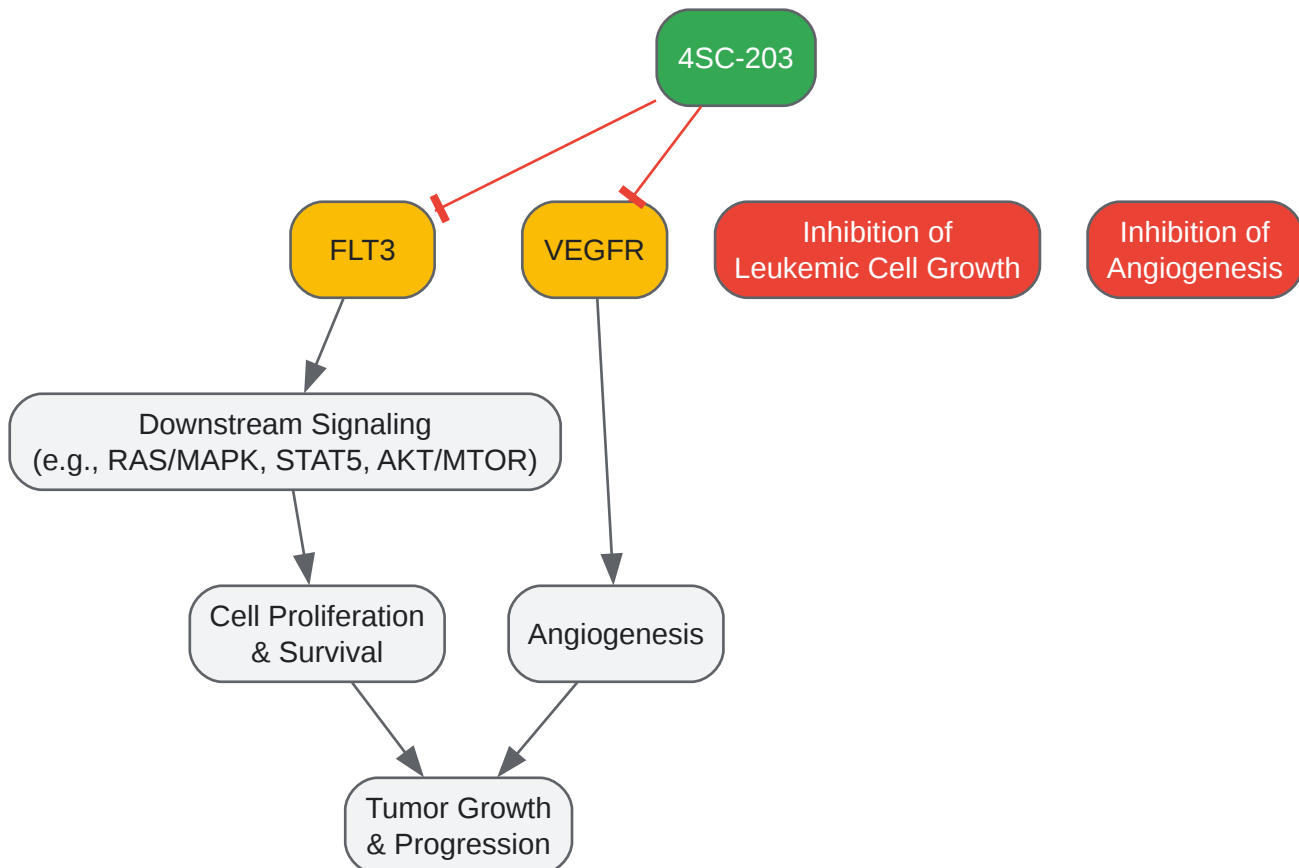 4SC-203
FLT3
VEGFR
Inhibition of
Leukemic Cell Growth
Inhibition of
Angiogenesis
Downstream Signaling
(e.g., RAS/MAPK, STAT5, AKT/MTOR)
Cell Proliferation
& Survival
Angiogenesis
Tumor Growth
& Progression